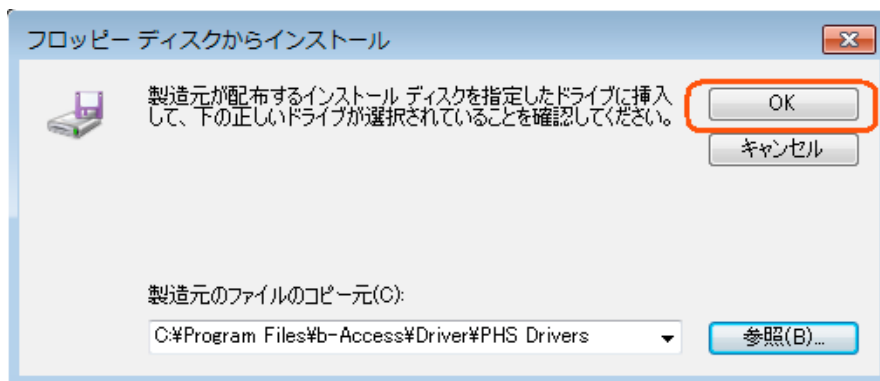 フロッピー ディスクからインストール
製造元が配布するインストール ディスクを指定したドライブに挿入
して、下の正しいドライブが選択されていることを確認してください。
OK
キャンセル
製造元のファイルのコピー元(C):
C:¥Program Files¥b-Access¥Driver¥PHS Drivers
参照(B)...